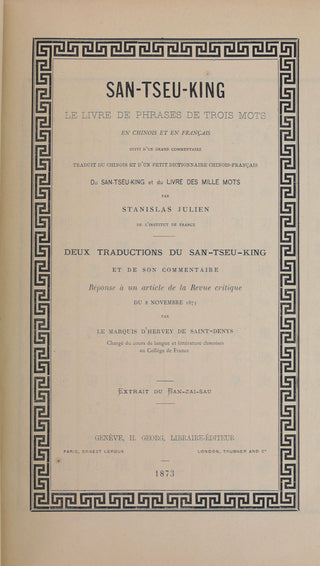 SAN-TSEU-KING
LE LIVRE DE PHRASES DE TROIS MOTS
EN CHINOIS ET EN FRANÇAIS
SUIVI D'UN GRAND COMMENTAIRE
TRADUIT DU CHINOIS ET D'UN PETIT DICTIONNAIRE CHINOIS-FRANÇAIS
DU SAN-TSEU-KING et du LIVRE DES MILLE MOTS
PAR
STANISLAS JULIEN
DE L'INSTITUT DE FRANCE
DEUX TRADUCTIONS DU SAN-TSEU-KING
ET DE SON COMMENTAIRE
Réponse à un article de la Revue critique
DU 8 NOVEMBRE 1873
PAR
LE MARQUIS D'HERVEY DE SAINT-DENYS
Chargé du cours de langue et littérature chinoises
au Collège de France
EXTRAIT DU BAN-ZAI-SAU
GENÈVE, H. GEORG, LIBRAIRE-ÉDITEUR
PARIS, ERNEST LEROUX LONDON, TRUBNER AND Cº
1873